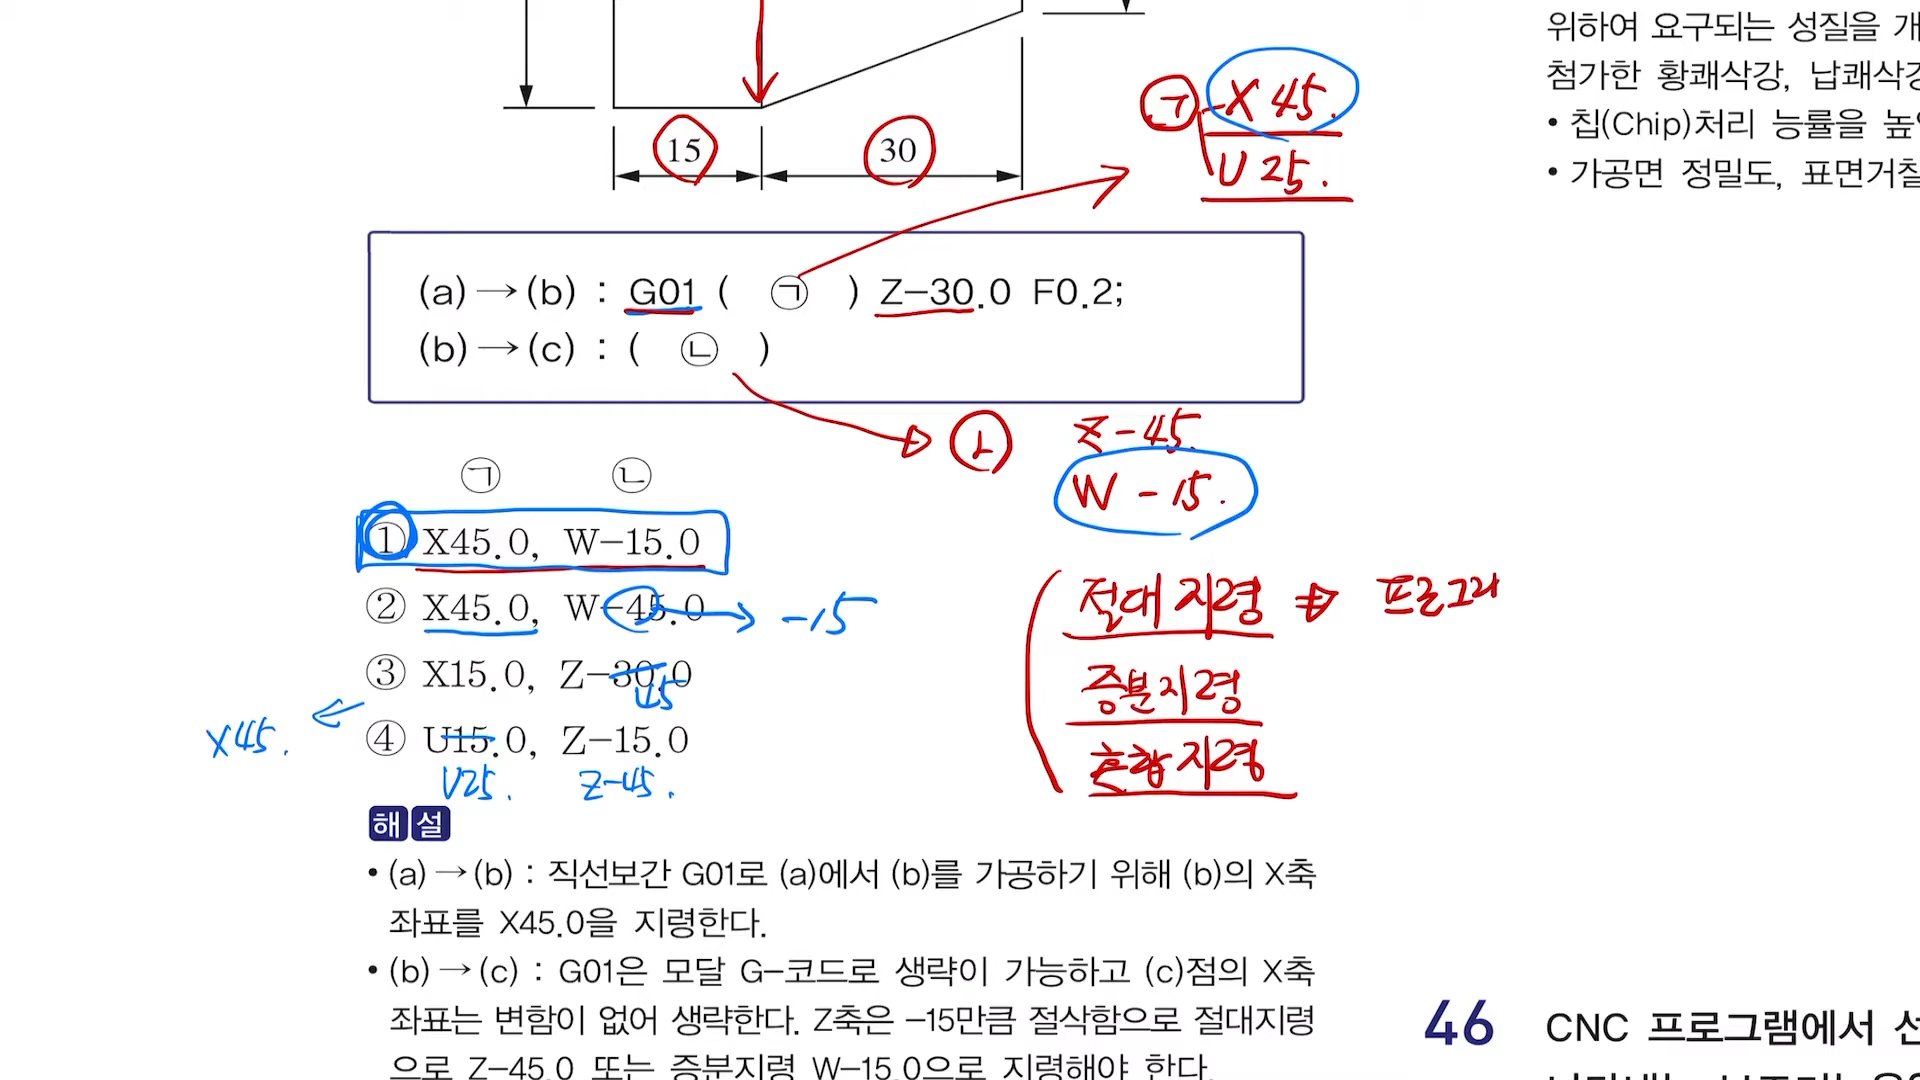 15
30
㉠ X45.
U25.
(a)→(b) : G01 ( ㉠ ) Z-30.0 F0.2;
(b)→(c) : ( ㉡ )
㉡ Z-45.
W-15.
㉠ ㉡
① X45.0, W-15.0
② X45.0, W-45.0 → -15
③ X15.0, Z-30.0
45
X45.
④ U15.0, Z-15.0
U25. Z-45.
절대지령 ⇒ 프로그라
증분지령
혼합지령
해설
• (a)→(b) : 직선보간 G01로 (a)에서 (b)를 가공하기 위해 (b)의 X축
좌표를 X45.0을 지령한다.
• (b)→(c) : G01은 모달 G-코드로 생략이 가능하고 (c)점의 X축
좌표는 변함이 없어 생략한다. Z축은 -15만큼 절삭함으로 절대지령
으로 Z-45.0 또는 증분지령 W-15.0으로 지령해야 한다.
위하여 요구되는 성질을 개
첨가한 황쾌삭강, 납쾌삭강
• 칩(Chip)처리 능률을 높
• 가공면 정밀도, 표면거칠
46 CNC 프로그램에서 선